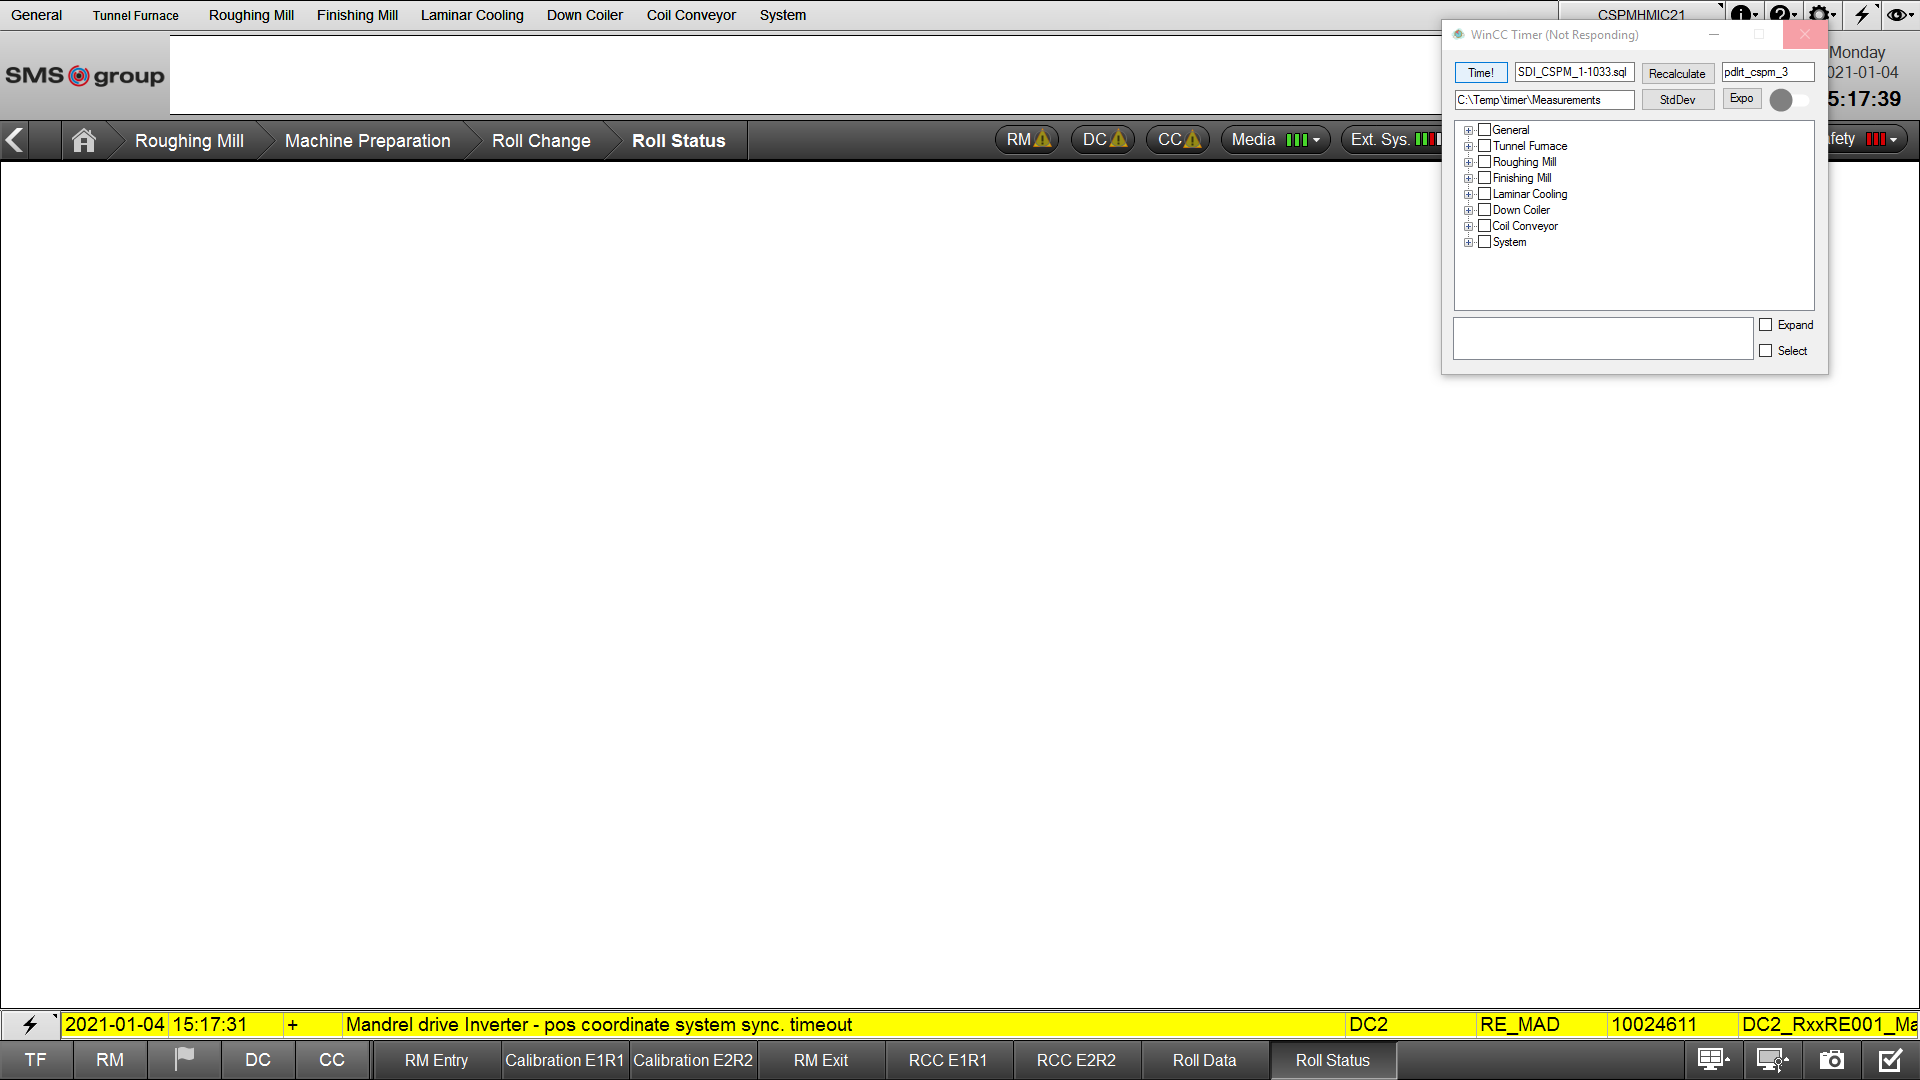 General Tunnel Furnace Roughing Mill Finishing Mill Laminar Cooling Down Coiler Coil Conveyor System CSPMHMIC21
WinCC Timer (Not Responding)
SMS group
Monday
021-01-04
5:17:39
Time! SDI_CSPM_1-1033.sql Recalculate pdlrt_cspm_3
C:\Temp\timer\Measurements StdDev Expo
Roughing Mill Machine Preparation Roll Change Roll Status RM DC CC Media Ext. Sys. fety
General
Tunnel Furnace
Roughing Mill
Finishing Mill
Laminar Cooling
Down Coiler
Coil Conveyor
System
Expand
Select
2021-01-04 15:17:31 + Mandrel drive Inverter - pos coordinate system sync. timeout DC2 RE_MAD 10024611 DC2_RxxRE001_Ma
TF RM DC CC RM Entry Calibration E1R1 Calibration E2R2 RM Exit RCC E1R1 RCC E2R2 Roll Data Roll Status